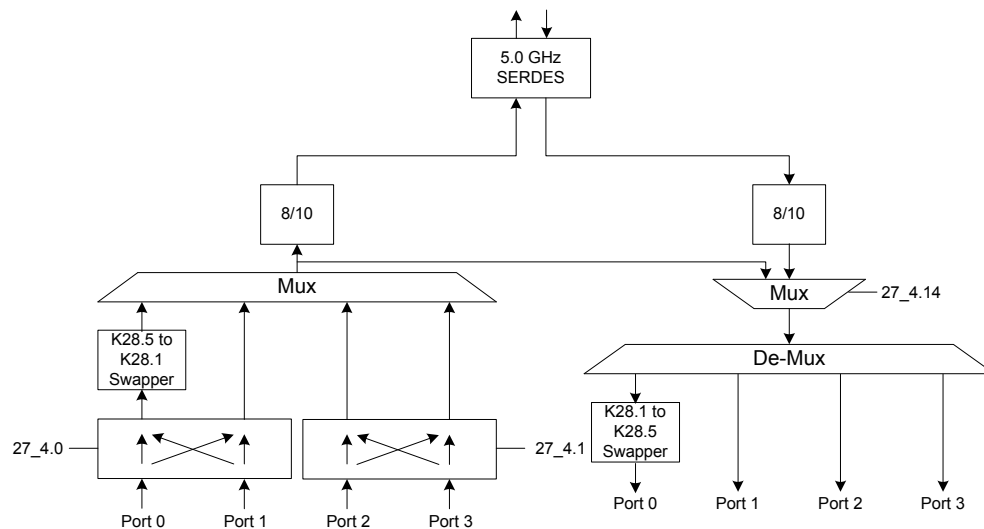 5.0 GHz
SERDES
8/10
8/10
Mux
Mux
27_4.14
K28.5 to
K28.1
Swapper
De-Mux
K28.1 to
K28.5
Swapper
27_4.0
27_4.1
Port 0
Port 1
Port 2
Port 3
Port 0
Port 1
Port 2
Port 3